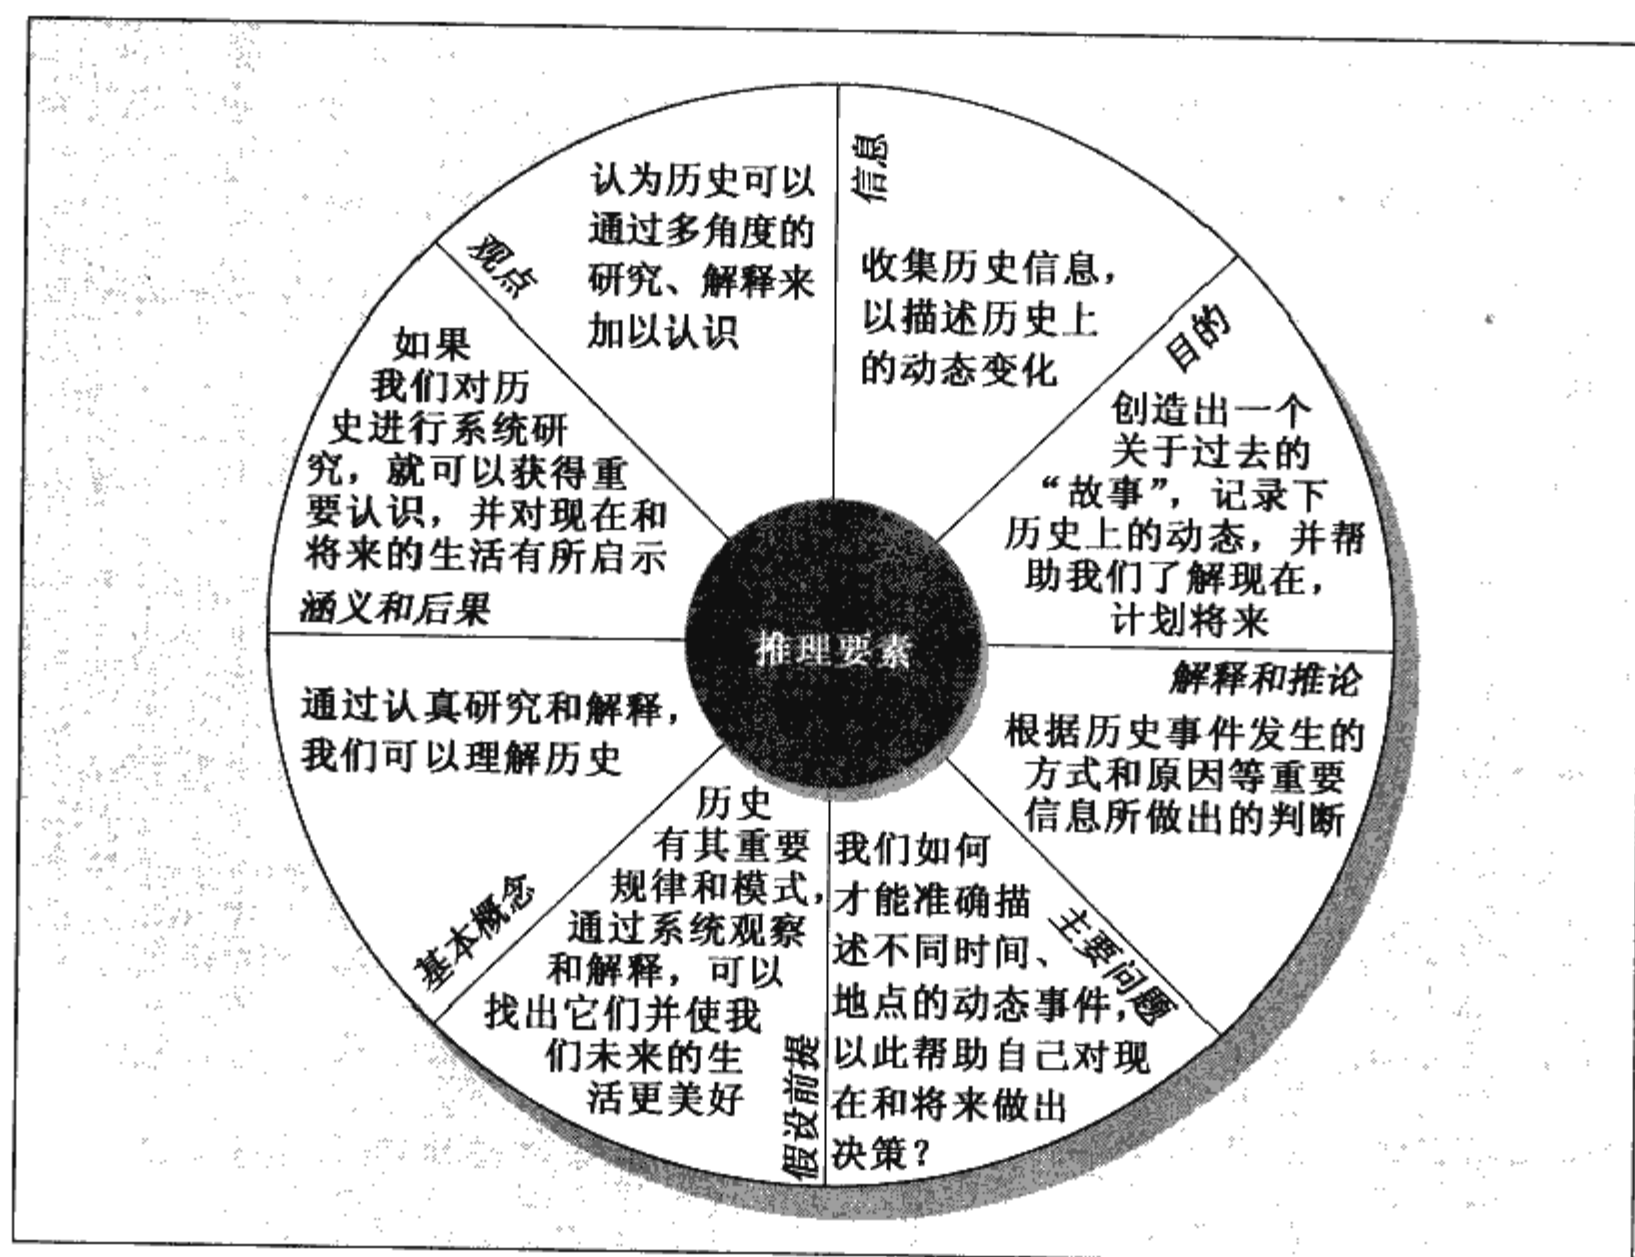 观点
认为历史可以
通过多角度的
研究、解释来
加以认识
信息
收集历史信息，
以描述历史上
的动态变化
目的
创造出一个
关于过去的
“故事”，记录下
历史上的动态，并帮
助我们了解现在，
计划将来
解释和推论
根据历史事件发生的
方式和原因等重要
信息所做出的判断
主要问题
我们如何
才能准确描
述不同时间、
地点的动态事件，
以此帮助自己对现
在和将来做出
决策？
假设前提
历史
有其重要
规律和模式，
通过系统观察
和解释，可以
找出它们并使我
们未来的生
活更美好
基本概念
通过认真研究和解释，
我们可以理解历史
涵义和后果
如果
我们对历
史进行系统研
究，就可以获得重
要认识，并对现在和
将来的生活有所启示
推理要素